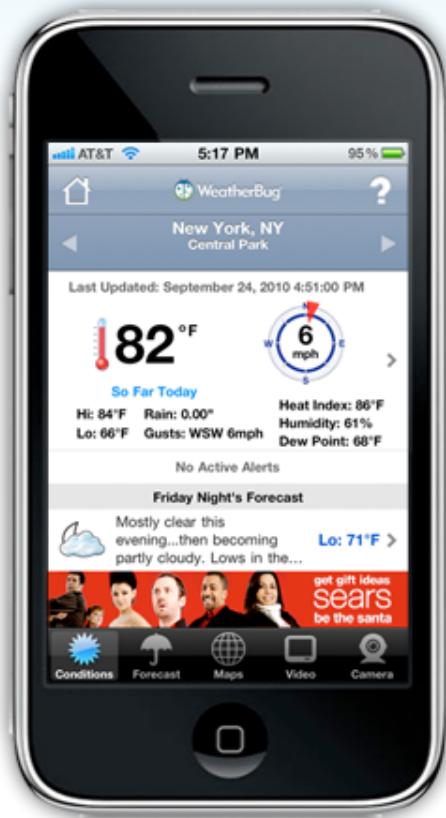 AT&T 5:17 PM 95%
WeatherBug
?
New York, NY
Central Park
Last Updated: September 24, 2010 4:51:00 PM
82°F
N
W 6 E
mph
S
So Far Today
Hi: 84°F Rain: 0.00"
Lo: 66°F Gusts: WSW 6mph
Heat Index: 86°F
Humidity: 61%
Dew Point: 68°F
No Active Alerts
Friday Night's Forecast
Mostly clear this
evening...then becoming
partly cloudy. Lows in the...
Lo: 71°F
get gift ideas
sears
be the santa
Conditions Forecast Maps Video Camera